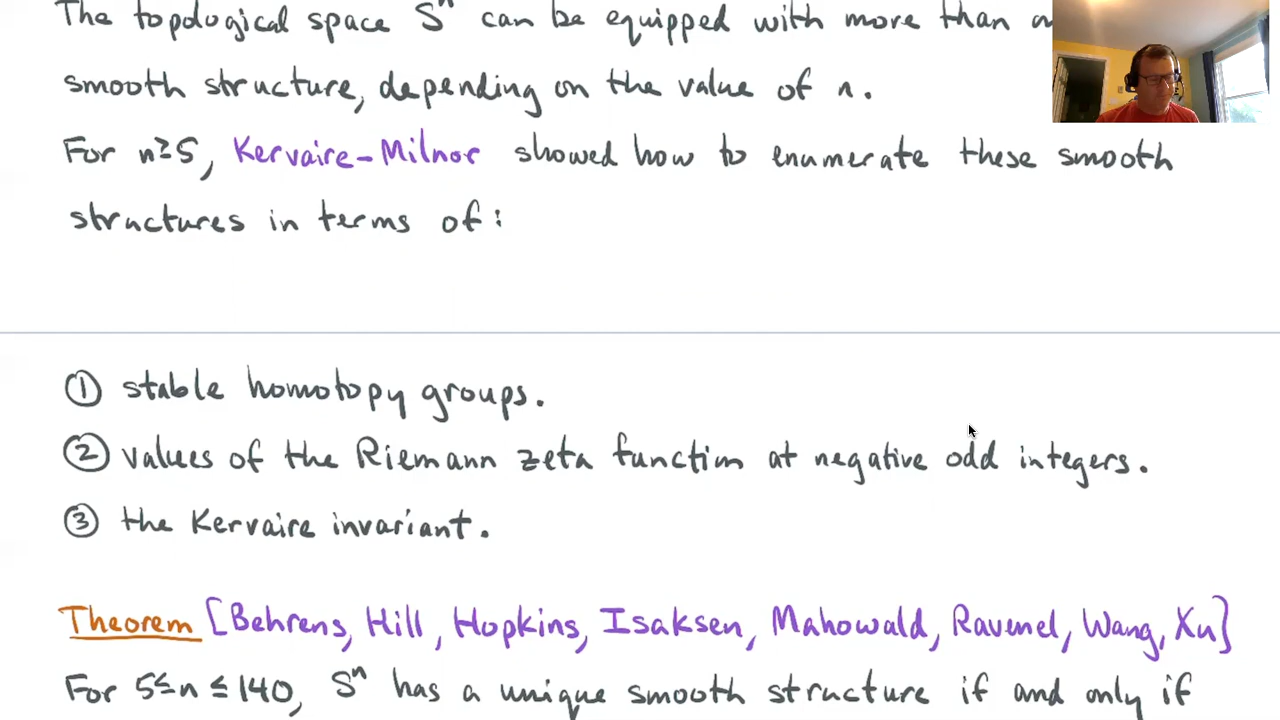 The topological space Sⁿ can be equipped with more than
smooth structure, depending on the value of n.
For n≥5, Kervaire-Milnor showed how to enumerate these smooth
structures in terms of:
① stable homotopy groups.
② values of the Riemann zeta function at negative odd integers.
③ the Kervaire invariant.
Theorem [Behrens, Hill, Hopkins, Isaksen, Mahowald, Ravenel, Wang, Xu]
For 5≤n≤140, Sⁿ has a unique smooth structure if and only if